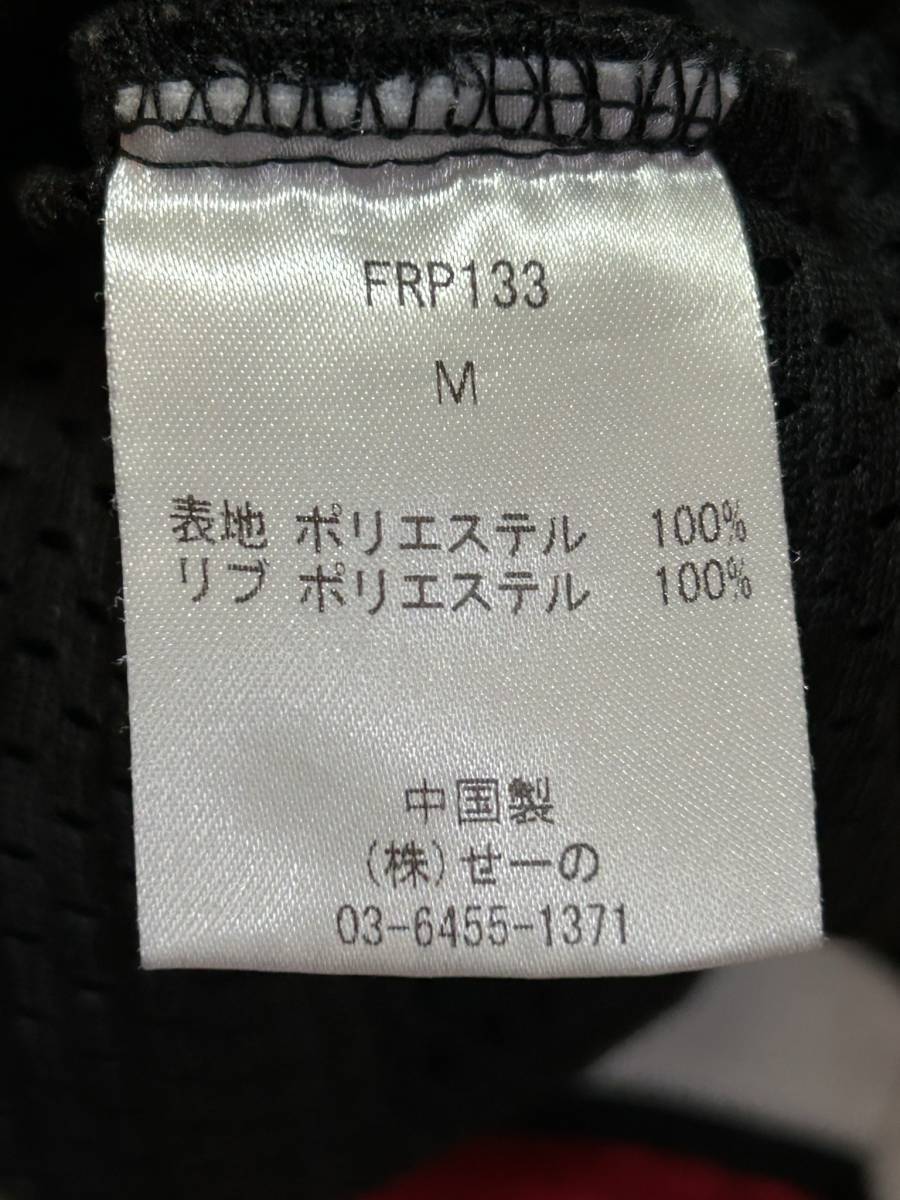 FRP133
M
表地 ポリエステル 100%
リブ ポリエステル 100%
中国製
(株)せーの
03-6455-1371